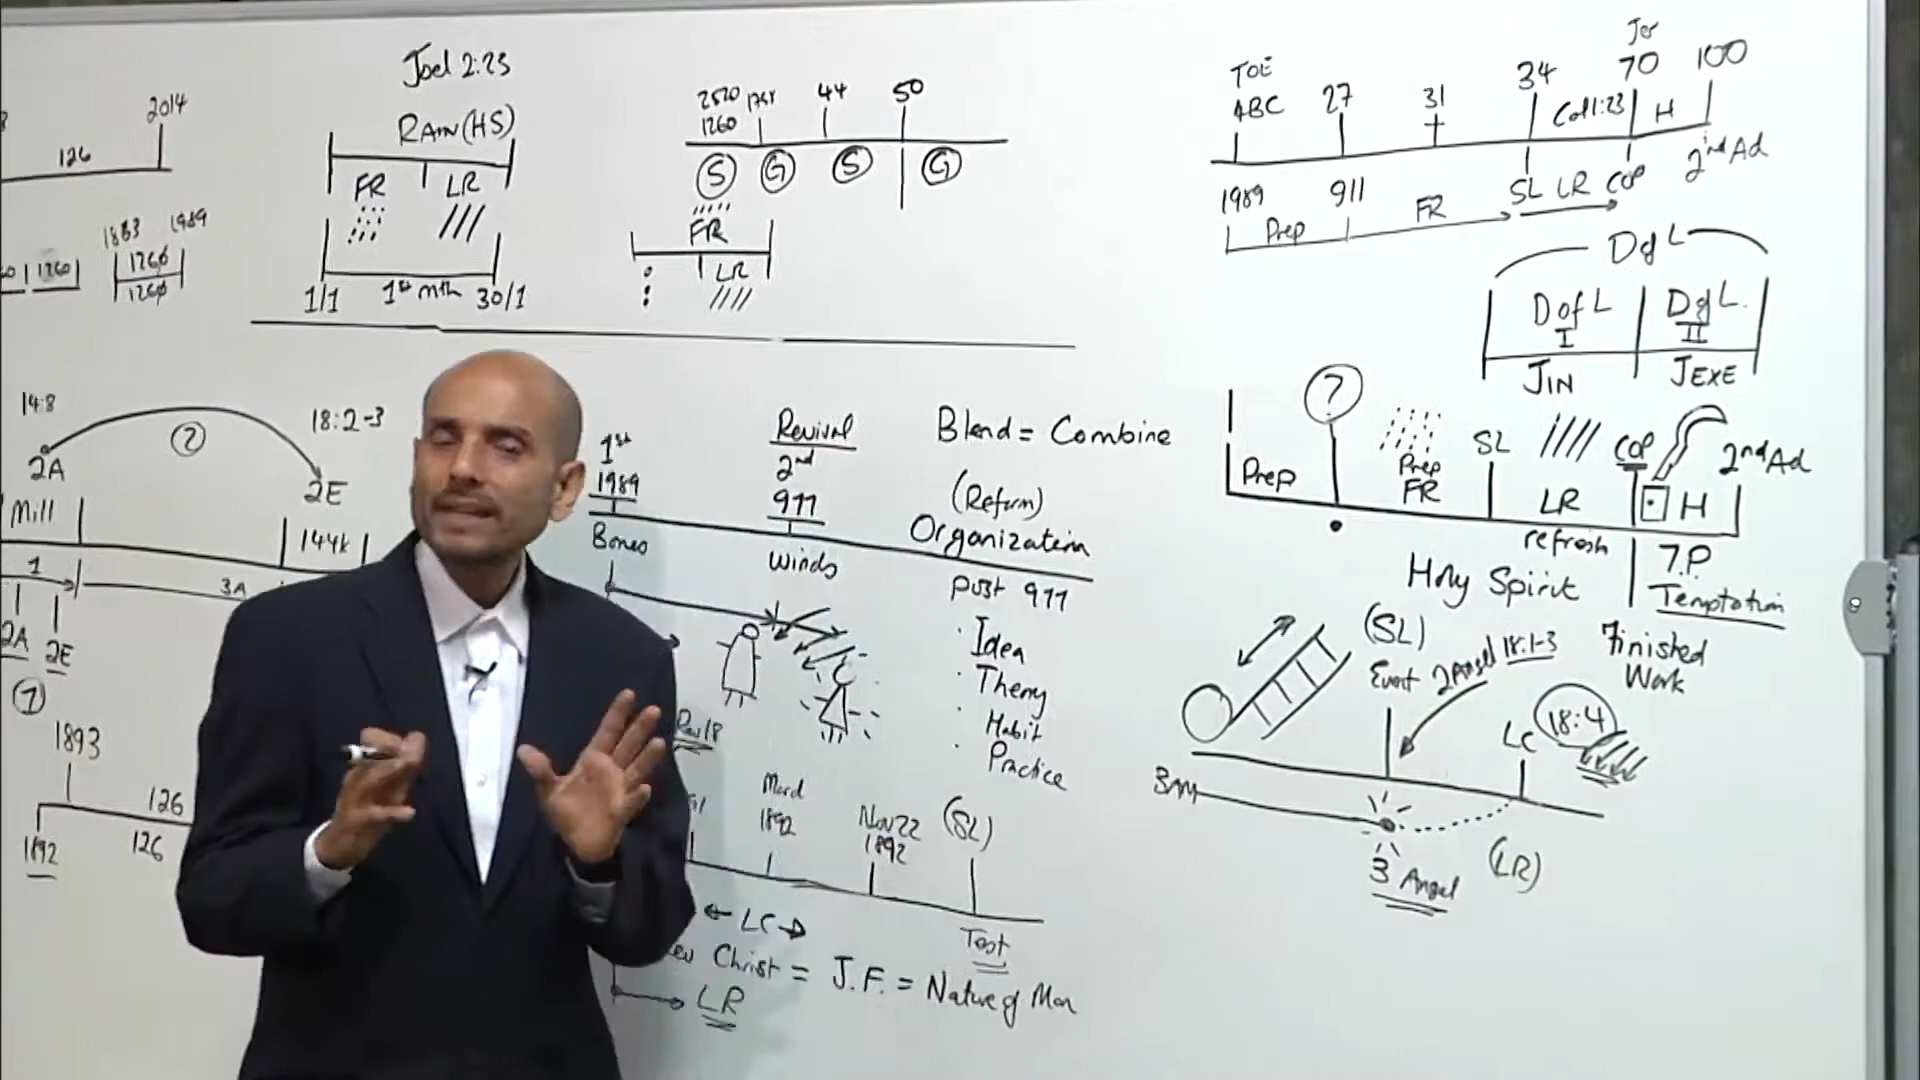 2014
126
1883 1989
1260
1260
1260
Joel 2:23
RAIN (HS)
FR LR
1/1 1st mth 30/1
2520
1260
1798
44
50
S G S G
FR
LR
TOE
ABC
27
31
34
Col 1:23
Jer
70
H
100
1989
911
FR
SL LR COP
2nd Ad
Prep
D of L
D of L
I
D of L
II
JIN
JEXE
?
Prep
Prep
FR
SL
LR
COP
H
2nd Ad
refresh
Holy Spirit
7.P
Temptation
14:8
2
18:2-3
2A
2E
Mill
144k
1
3A
2A
2E
1
1893
126
126
1892
1st
1989
Revival
2nd
911
Blend = Combine
(Reform)
Organization
Bones
Winds
Post 911
· Idea
· Theory
· Habit
· Practice
Rev 18
1892
Nov 22
1892
(SL)
Test
← LC →
Christ = J.F. = Nature of Man
LR
(SL)
Event 2 Angel 18:1-3
Finished
Work
LC
18:4
3AM
3 Angel
(LR)